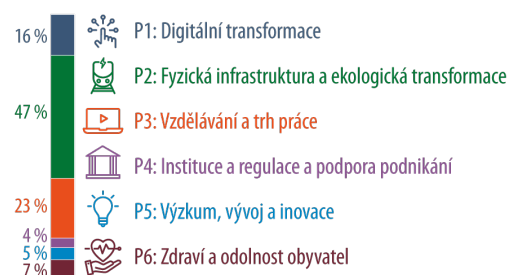 16 %
P1: Digitální transformace
P2: Fyzická infrastruktura a ekologická transformace
47 %
P3: Vzdělávání a trh práce
P4: Instituce a regulace a podpora podnikání
23 %
P5: Výzkum, vývoj a inovace
4 %
5 %
P6: Zdraví a odolnost obyvatel
7 %